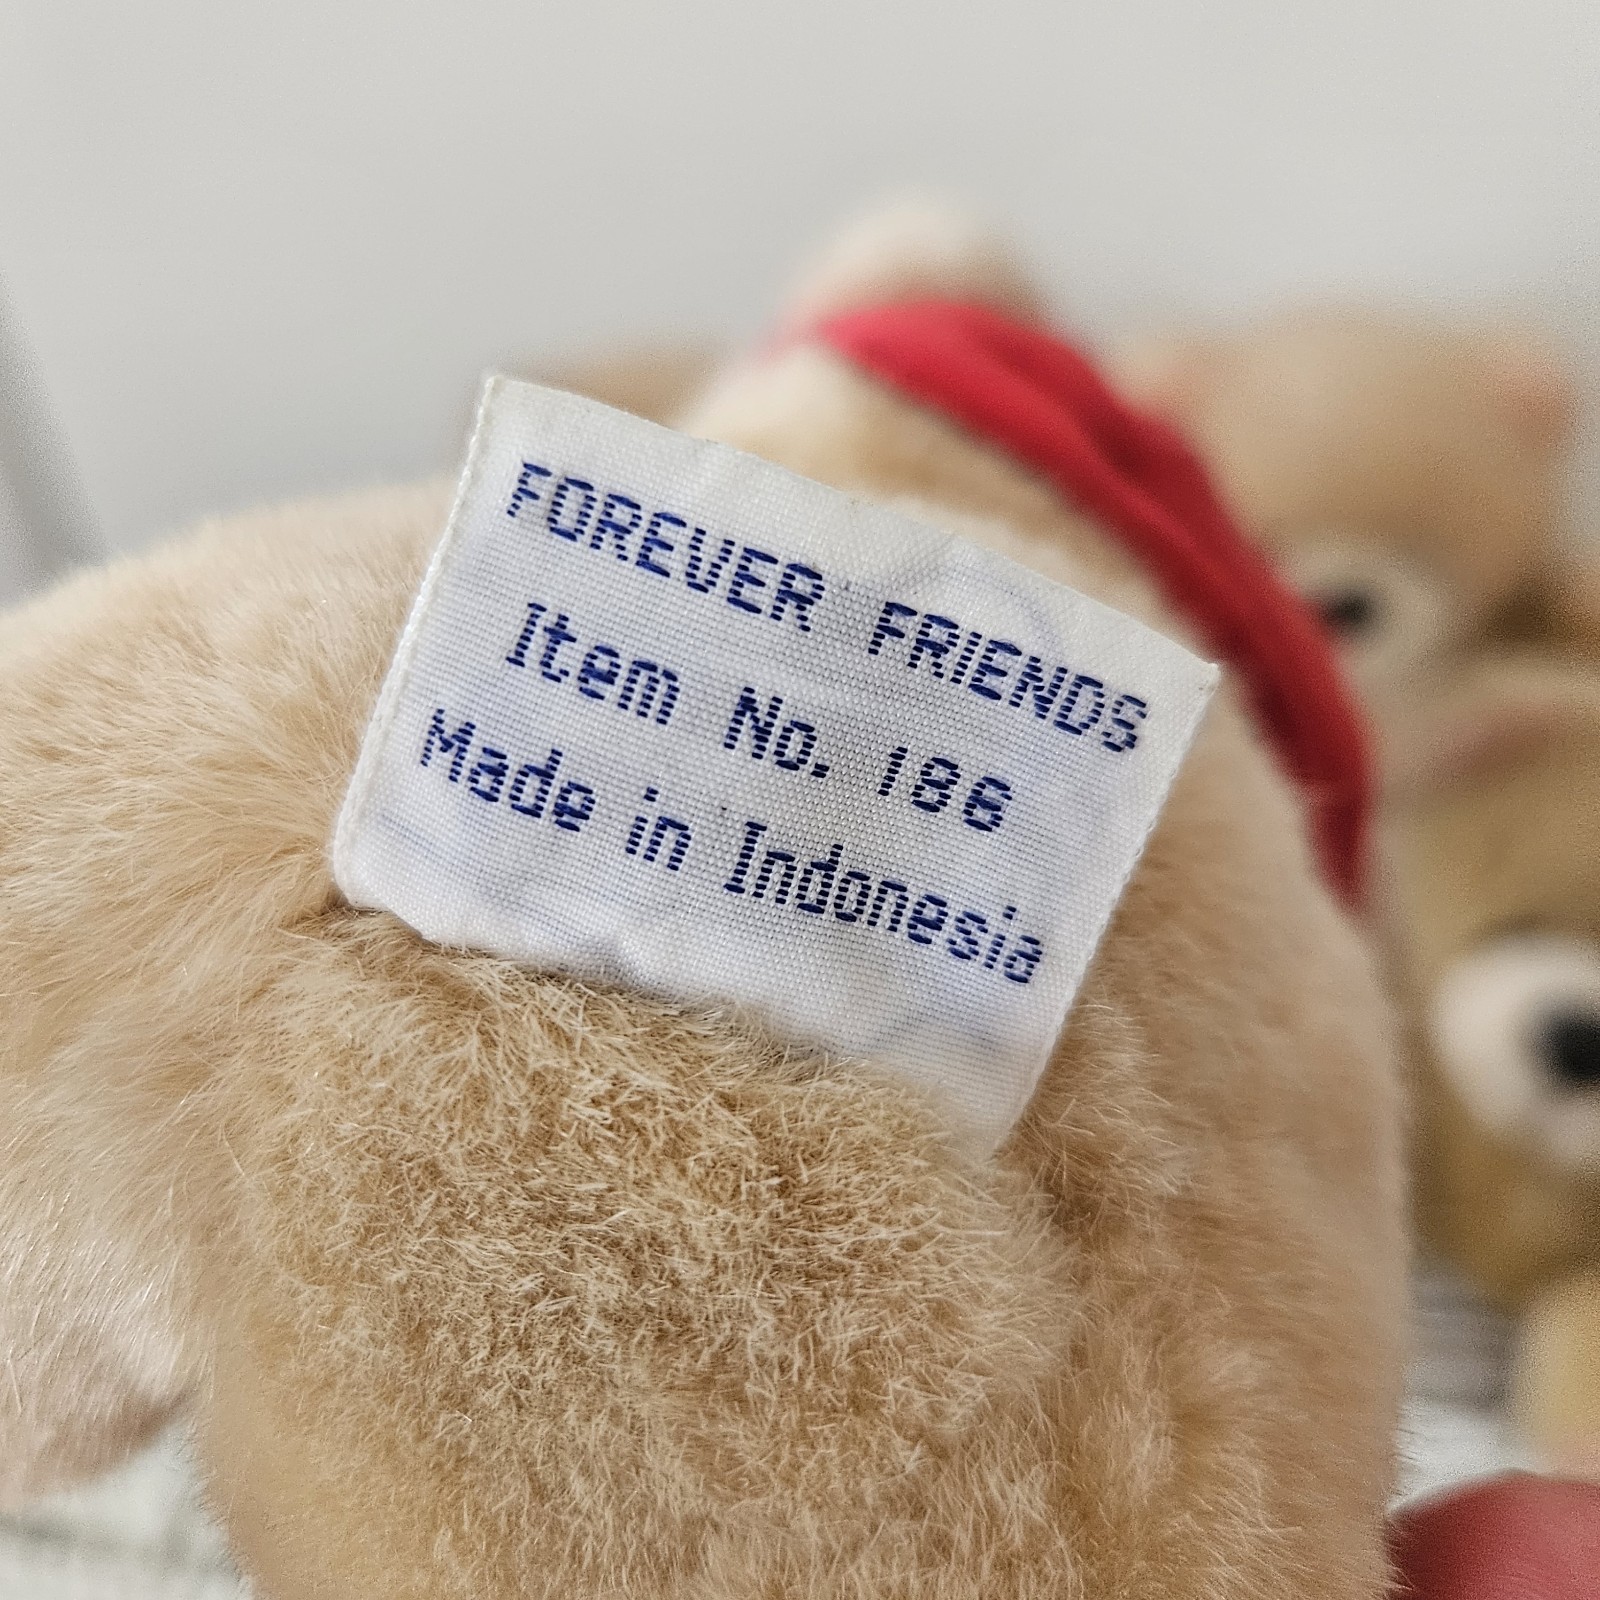 FOREVER FRIENDS
Item No. 186
Made in Indonesia